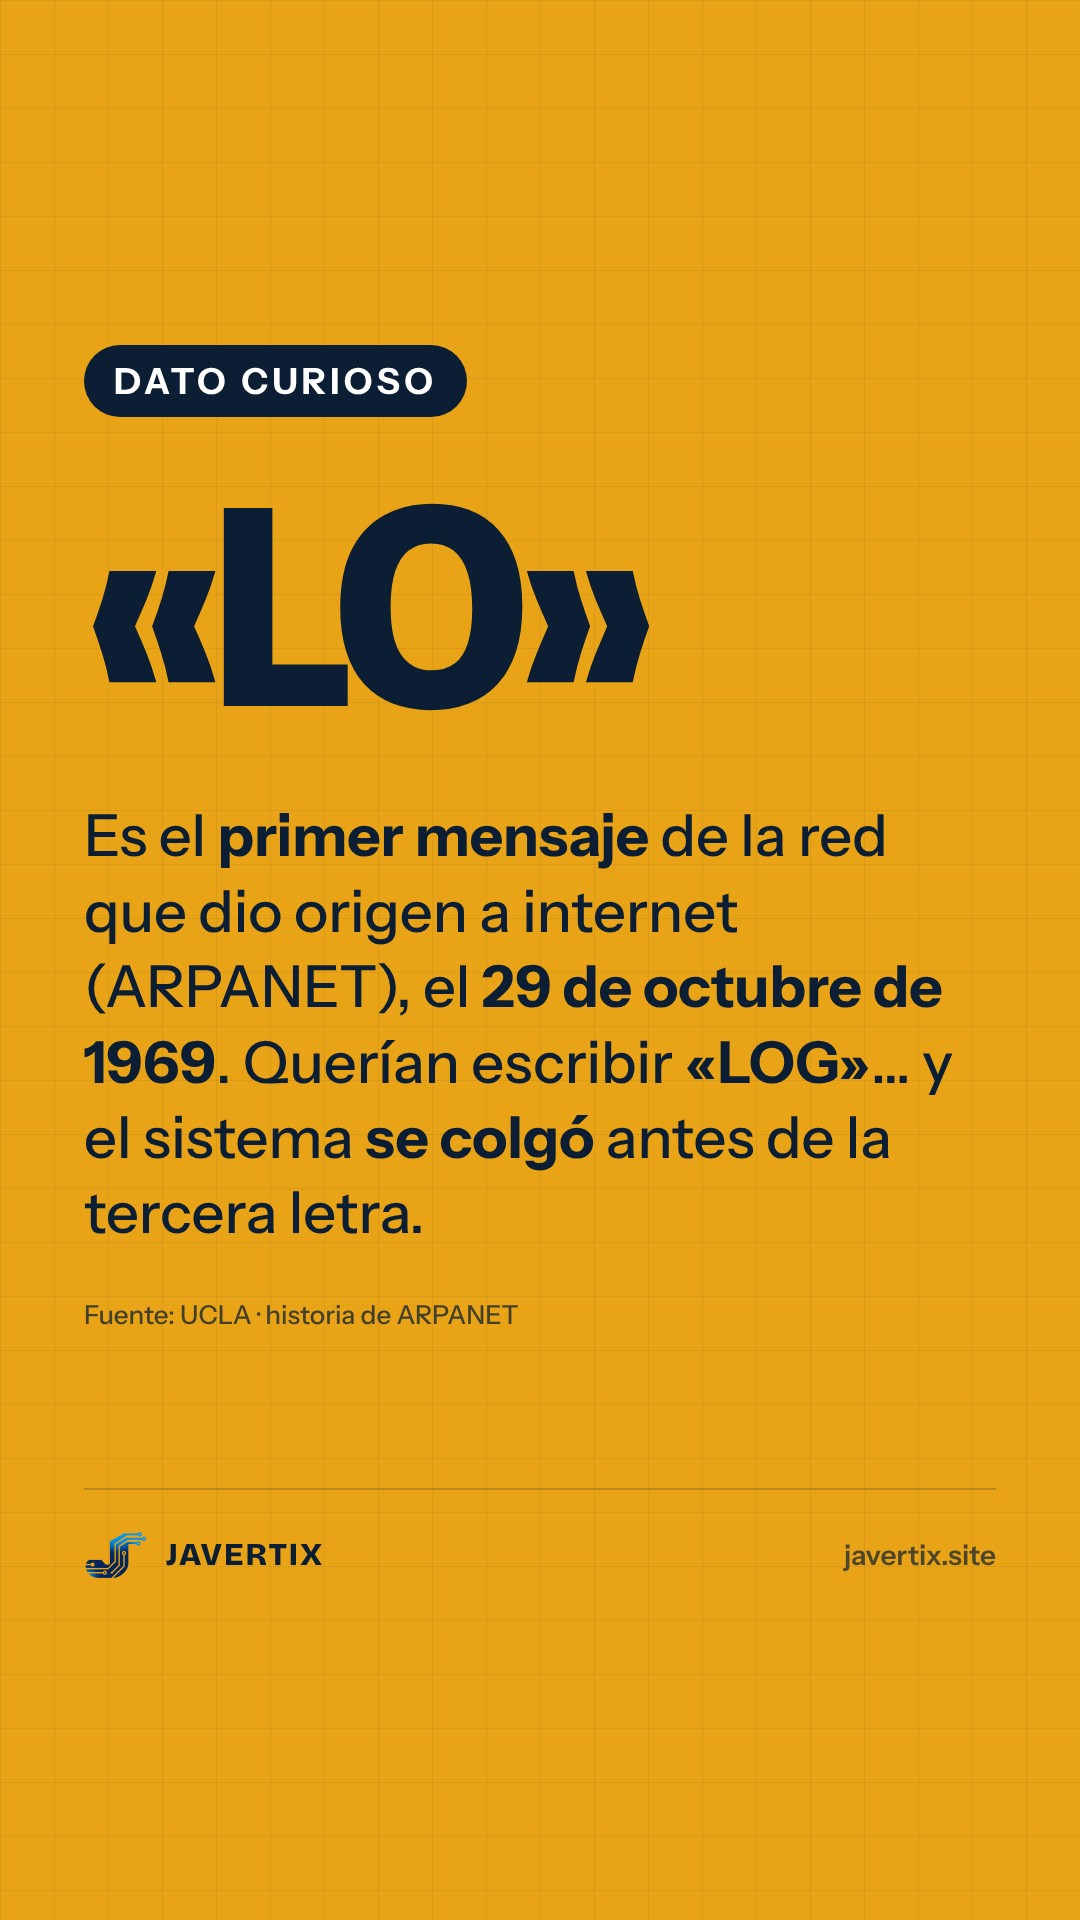 DATO CURIOSO
«LO»
Es el primer mensaje de la red
que dio origen a internet
(ARPANET), el 29 de octubre de
1969. Querían escribir «LOG»... y
el sistema se colgó antes de la
tercera letra.
Fuente: UCLA · historia de ARPANET
JAVERTIX
javertix.site